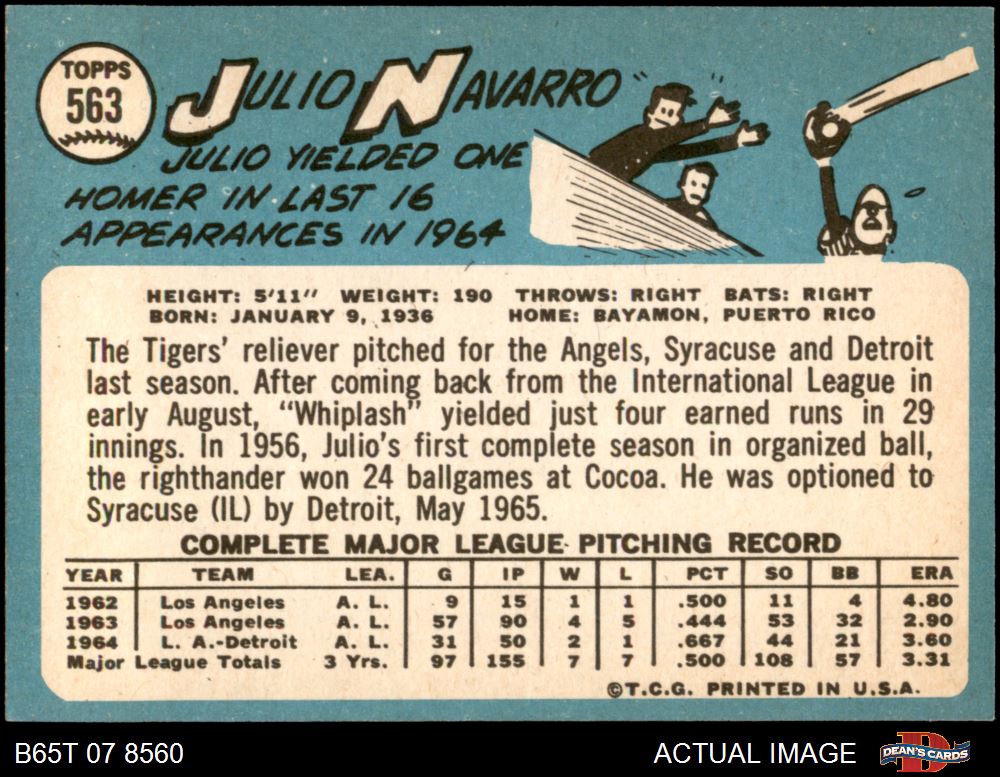 TOPPS
563
JULIO NAVARRO
JULIO YIELDED ONE
HOMER IN LAST 16
APPEARANCES IN 1964
HEIGHT: 5'11" WEIGHT: 190 THROWS: RIGHT BATS: RIGHT
BORN: JANUARY 9, 1936 HOME: BAYAMON, PUERTO RICO
The Tigers' reliever pitched for the Angels, Syracuse and Detroit
last season. After coming back from the International League in
early August, "Whiplash" yielded just four earned runs in 29
innings. In 1956, Julio's first complete season in organized ball,
the righthander won 24 ballgames at Cocoa. He was optioned to
Syracuse (IL) by Detroit, May 1965.
COMPLETE MAJOR LEAGUE PITCHING RECORD
YEAR TEAM LEA. G IP W L PCT SO BB ERA
1962 Los Angeles A. L. 9 15 1 1 .500 11 4 4.80
1963 Los Angeles A. L. 57 90 4 5 .444 53 32 2.90
1964 L. A.-Detroit A. L. 31 50 2 1 .667 44 21 3.60
Major League Totals 3 Yrs. 97 155 7 7 .500 108 57 3.31
©T.C.G. PRINTED IN U.S.A.
B65T 07 8560 ACTUAL IMAGE DEAN'S CARDS